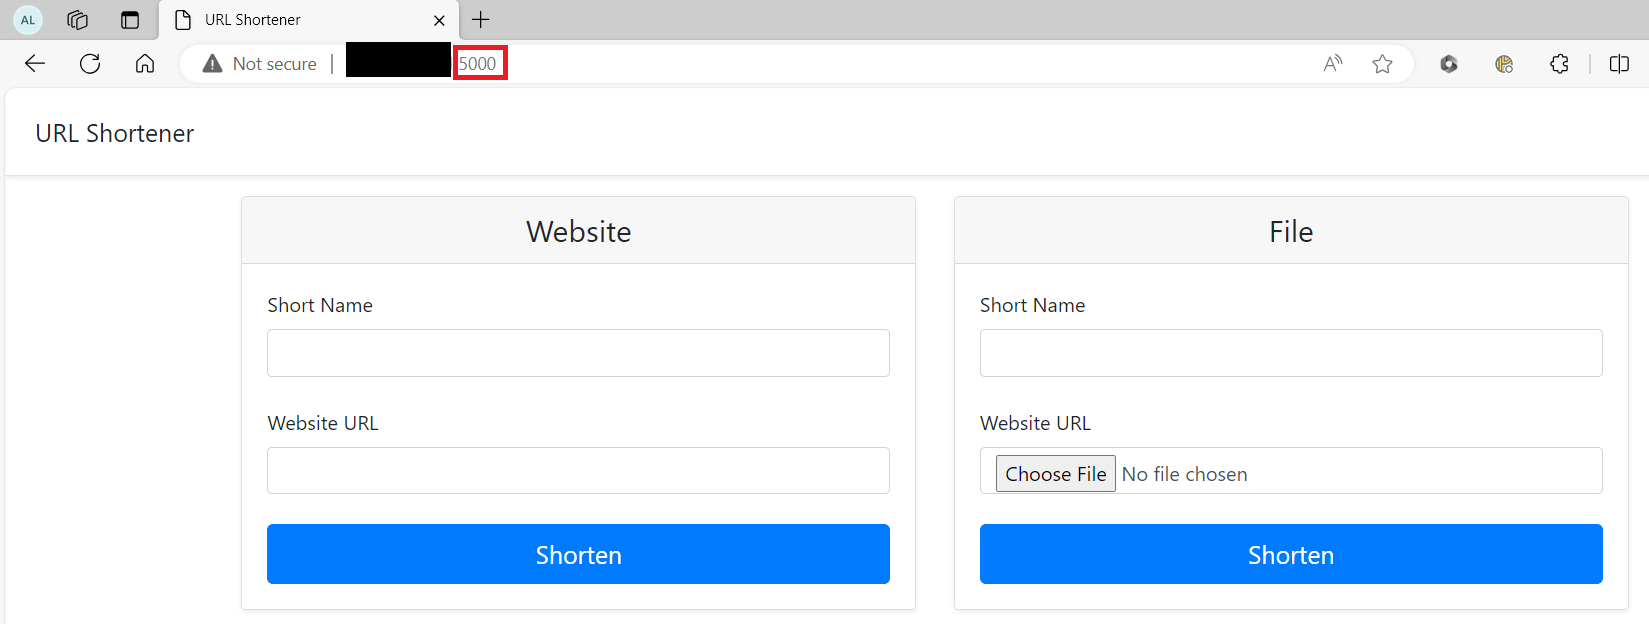 AL
URL Shortener
Not secure
5000
URL Shortener
Website
Short Name
Website URL
Shorten
File
Short Name
Website URL
Choose File No file chosen
Shorten